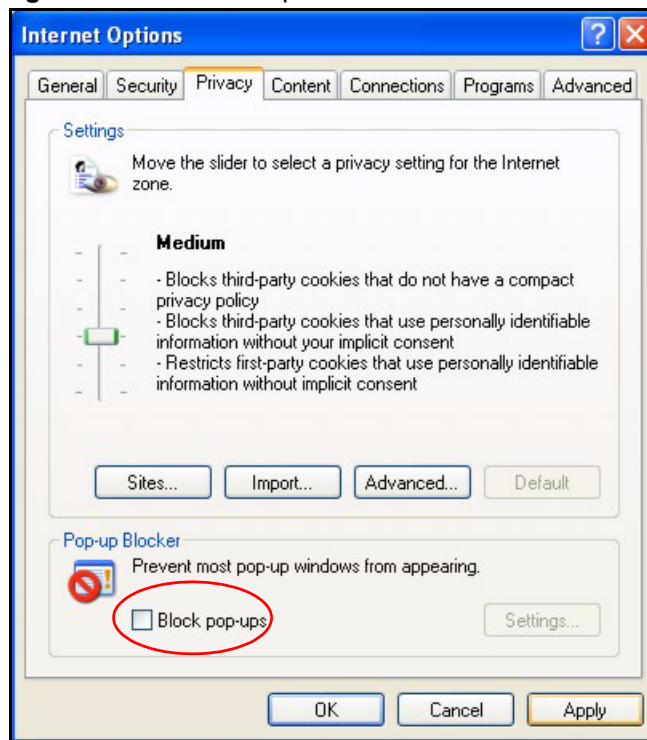 Internet Options
General Security Privacy Content Connections Programs Advanced
Settings
Move the slider to select a privacy setting for the Internet
zone.
Medium
- Blocks third-party cookies that do not have a compact
privacy policy
- Blocks third-party cookies that use personally identifiable
information without your implicit consent
- Restricts first-party cookies that use personally identifiable
information without implicit consent
Sites... Import... Advanced... Default
Pop-up Blocker
Prevent most pop-up windows from appearing.
Block pop-ups Settings...
OK Cancel Apply